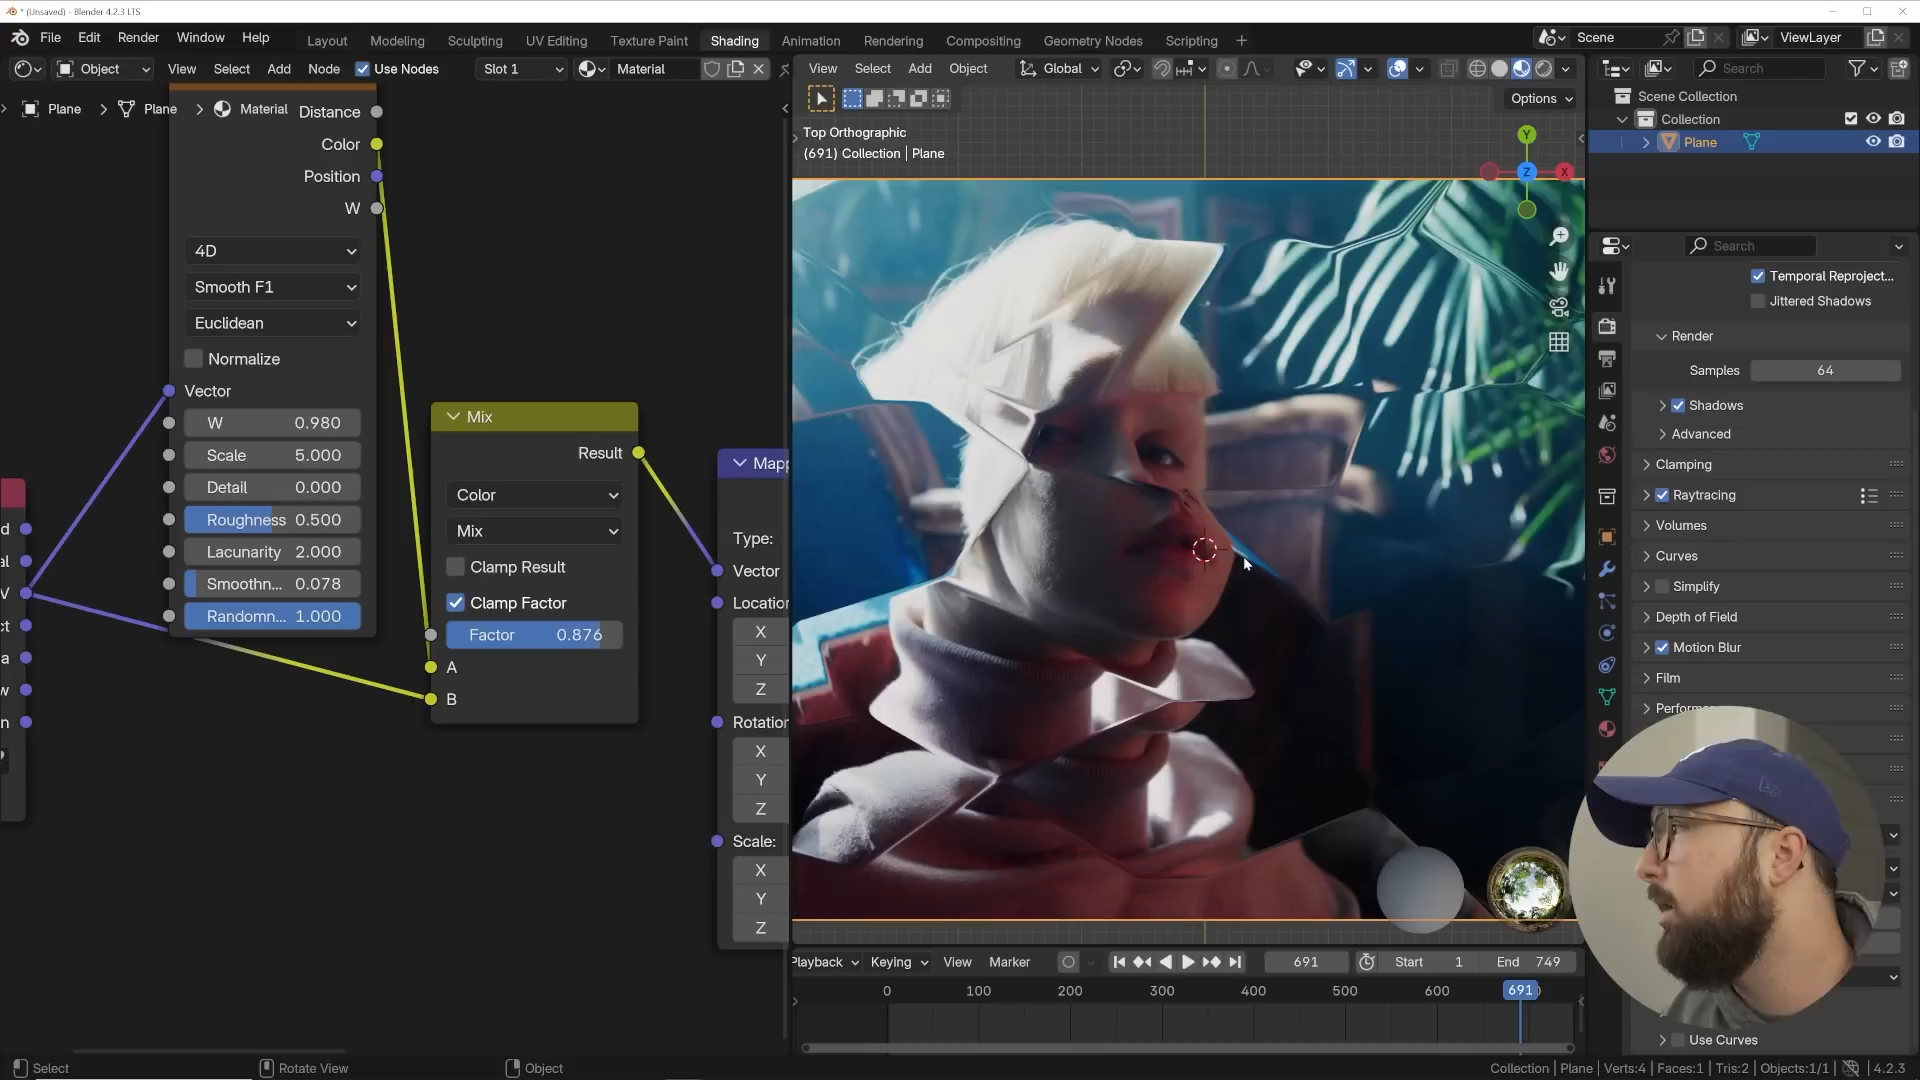 * (Unsaved) - Blender 4.2.3 LTS
File Edit Render Window Help
Layout Modeling Sculpting UV Editing Texture Paint Shading Animation Rendering Compositing Geometry Nodes Scripting +
Scene
ViewLayer
Object View Select Add Node Use Nodes Slot 1 Material
View Select Add Object Global
Search
Plane > Plane > Material
Options
Scene Collection
Collection
Plane
Distance
Color
Position
W
4D
Smooth F1
Euclidean
Normalize
Vector
W 0.980
Scale 5.000
Detail 0.000
Roughness 0.500
Lacunarity 2.000
Smoothn... 0.078
Randomn... 1.000
d
al
V
ct
a
w
n
Mix
Result
Color
Mix
Clamp Result
Clamp Factor
Factor 0.876
A
B
Mapp
Type:
Vector
Location
X
Y
Z
Rotation
X
Y
Z
Scale:
X
Y
Z
Top Orthographic
(691) Collection | Plane
Y
Z
X
Search
Temporal Reproject...
Jittered Shadows
Render
Samples 64
Shadows
Advanced
Clamping
Raytracing
Volumes
Curves
Simplify
Depth of Field
Motion Blur
Film
Performa
Use Curves
Playback Keying View Marker 691 Start 1 End 749
0 100 200 300 400 500 600 691
Select Rotate View Object
Collection | Plane | Verts:4 | Faces:1 | Tris:2 | Objects:1/1 | 4.2.3